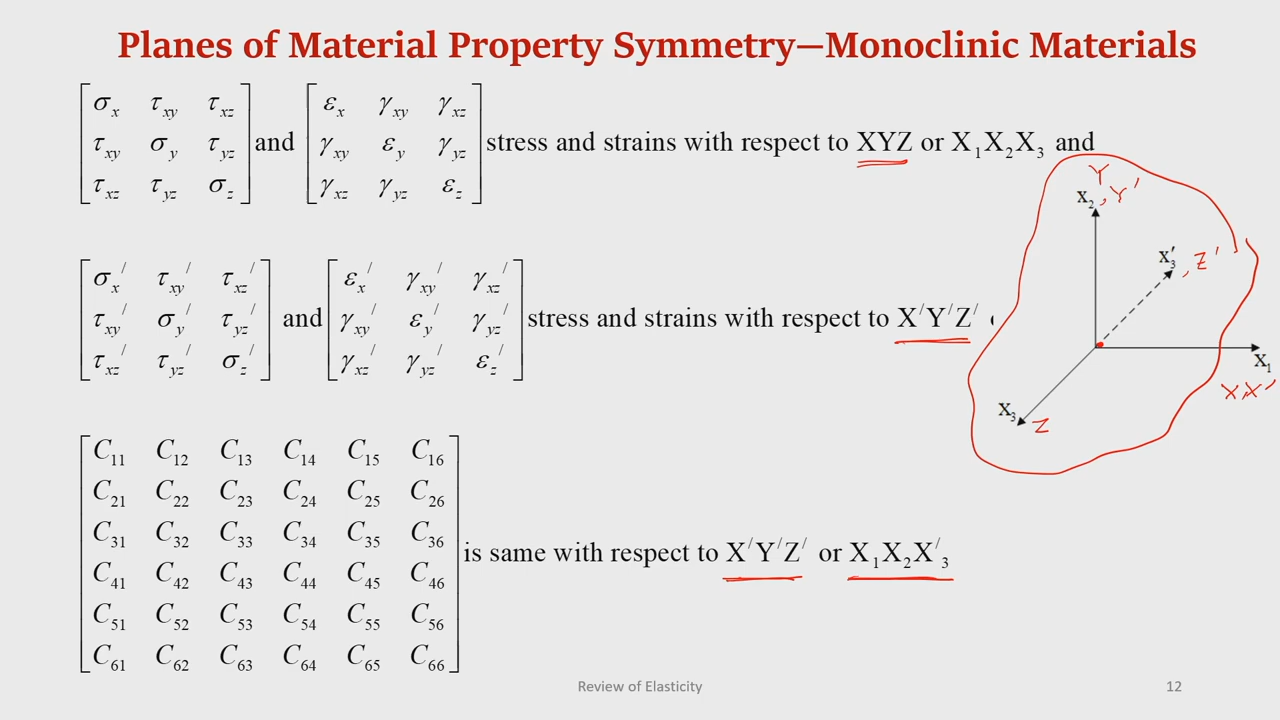 Planes of Material Property Symmetry—Monoclinic Materials
σx τxy τxz
τxy σy τyz
τxz τyz σz
and
εx γxy γxz
γxy εy γyz
γxz γyz εz
stress and strains with respect to XYZ or X1X2X3 and
Y
X2 , Y'
X'3 , Z'
X1
X, X'
X3 Z
σx/ τxy/ τxz/
τxy/ σy/ τyz/
τxz/ τyz/ σz/
and
εx/ γxy/ γxz/
γxy/ εy/ γyz/
γxz/ γyz/ εz/
stress and strains with respect to X/Y/Z/
C11 C12 C13 C14 C15 C16
C21 C22 C23 C24 C25 C26
C31 C32 C33 C34 C35 C36
C41 C42 C43 C44 C45 C46
C51 C52 C53 C54 C55 C56
C61 C62 C63 C64 C65 C66
is same with respect to X/Y/Z/ or X1X2X/3
Review of Elasticity
12